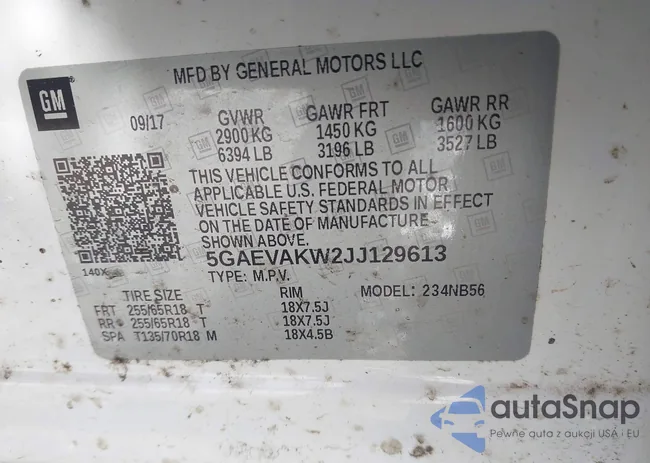 MFD BY GENERAL MOTORS LLC
GM
09/17 GVWR GAWR FRT GAWR RR
2900 KG 1450 KG 1600 KG
6394 LB 3196 LB 3527 LB
THIS VEHICLE CONFORMS TO ALL
APPLICABLE U.S. FEDERAL MOTOR
VEHICLE SAFETY STANDARDS IN EFFECT
ON THE DATE OF MANUFACTURE
5GAEVAKW2JJ129613
140X TYPE: M.P.V.
TIRE SIZE RIM MODEL: 234NB56
FRT 255/65R18 T 18X7.5J
RR 255/65R18 T 18X7.5J
SPA T135/70R18 M 18X4.5B
autoSnap
Pewne auta z aukcji USA i EU